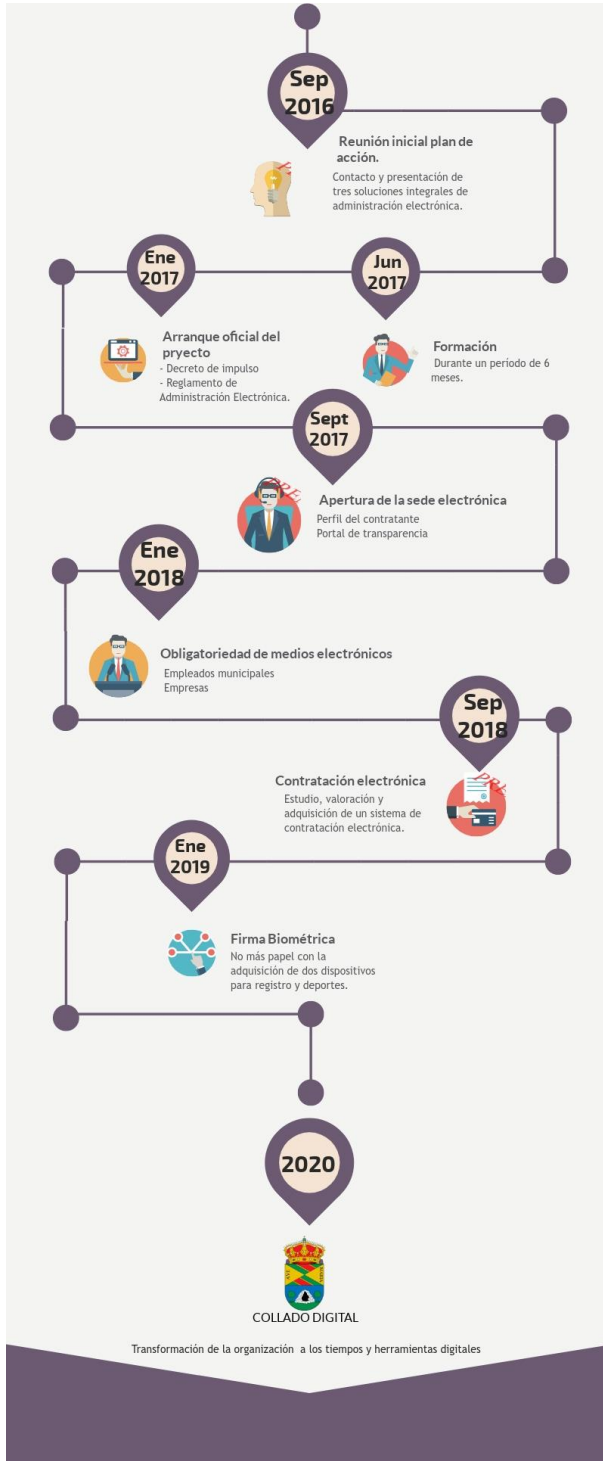 Sep
2016
Reunión inicial plan de
acción.
Contacto y presentación de
tres soluciones integrales de
administración electrónica.
Ene
2017
Arranque oficial del
pryecto
- Decreto de impulso
- Reglamento de
Administración Electrónica.
Jun
2017
Formación
Durante un período de 6
meses.
Sept
2017
Apertura de la sede electrónica
Perfil del contratante
Portal de transparencia
Ene
2018
Obligatoriedad de medios electrónicos
Empleados municipales
Empresas
Sep
2018
Contratación electrónica
Estudio, valoración y
adquisición de un sistema de
contratación electrónica.
Ene
2019
Firma Biométrica
No más papel con la
adquisición de dos dispositivos
para registro y deportes.
2020
COLLADO DIGITAL
Transformación de la organización a los tiempos y herramientas digitales